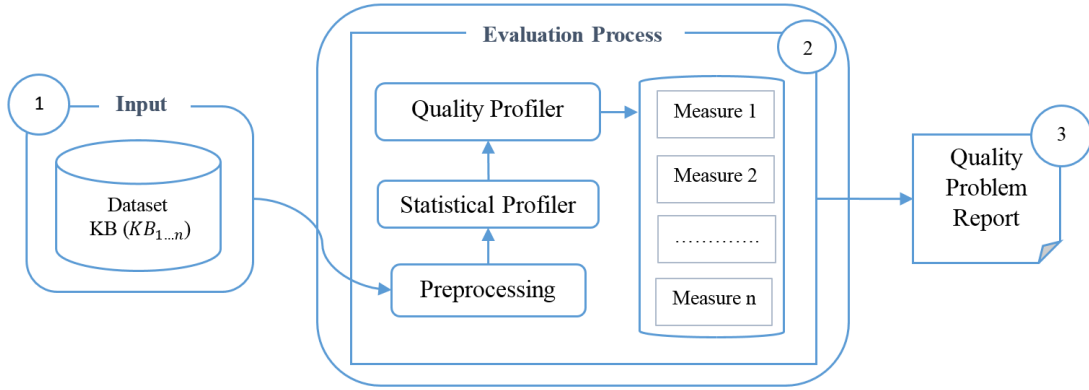 1
Input
Dataset
KB (𝐾𝐵₁…ₙ)
Evaluation Process
2
Quality Profiler
Statistical Profiler
Preprocessing
Measure 1
Measure 2
………….
Measure n
3
Quality
Problem
Report